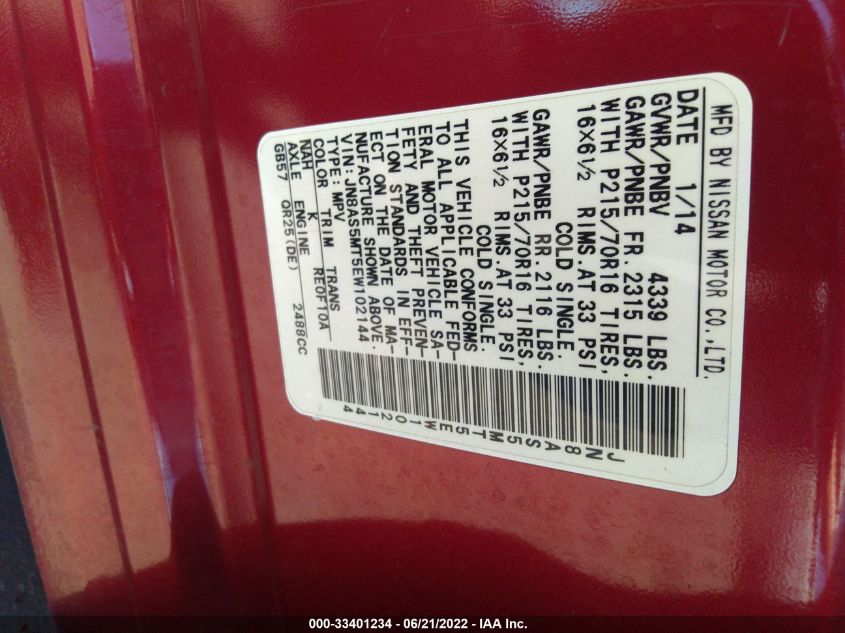 MFD BY NISSAN MOTOR CO.,LTD.
DATE 1/14
GVWR/PNBV 4339 LBS.
GAWR/PNBE FR. 2315 LBS.
WITH P215/70R16 TIRES,
16X6½ RIMS AT 33 PSI
COLD SINGLE.
GAWR/PNBE RR. 2116 LBS.
WITH P215/70R16 TIRES,
16X6½ RIMS AT 33 PSI
COLD SINGLE.
THIS VEHICLE CONFORMS
TO ALL APPLICABLE FED-
ERAL MOTOR VEHICLE SA-
FETY AND THEFT PREVEN-
TION STANDARDS IN EFF-
ECT ON THE DATE OF MA-
NUFACTURE SHOWN ABOVE.
VIN: JN8AS5MT5EW102144
TYPE: MPV
COLOR TRIM TRANS
NAH K RE0F10A
AXLE ENGINE
GB57 QR25(DE) 2488CC
JN8AS5MT5EW102144
000-33401234 - 06/21/2022 - IAA Inc.